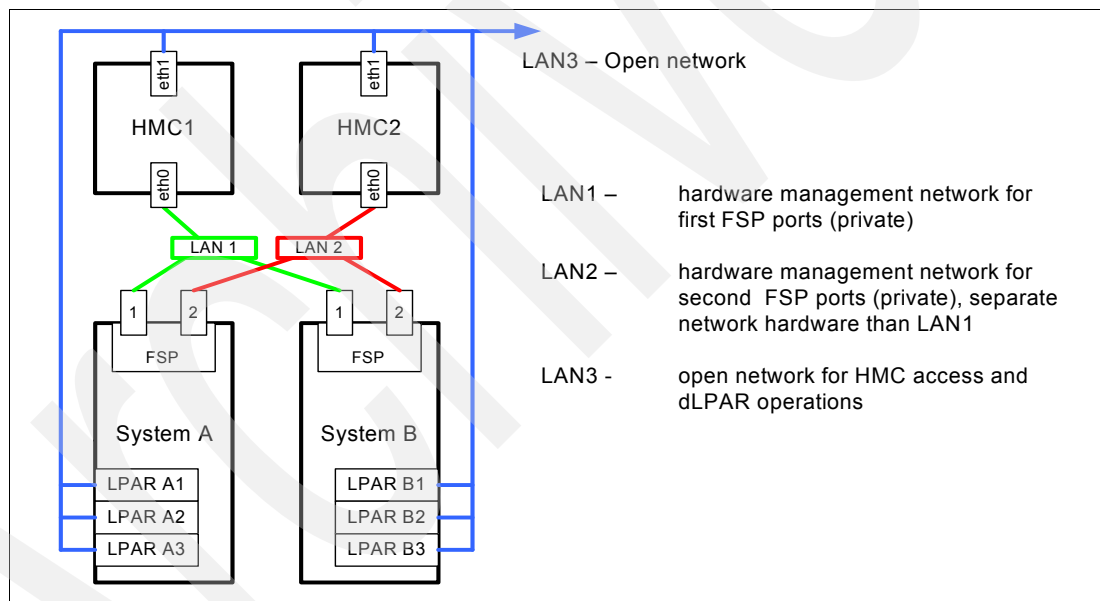 eth1
eth1
LAN3 – Open network
HMC1
HMC2
eth0
eth0
LAN1 –
hardware management network for
first FSP ports (private)
LAN 1
LAN 2
LAN2 –
hardware management network for
second FSP ports (private), separate
network hardware than LAN1
1
2
1
2
FSP
FSP
LAN3 -
open network for HMC access and
dLPAR operations
System A
System B
LPAR A1
LPAR B1
LPAR A2
LPAR B2
LPAR A3
LPAR B3